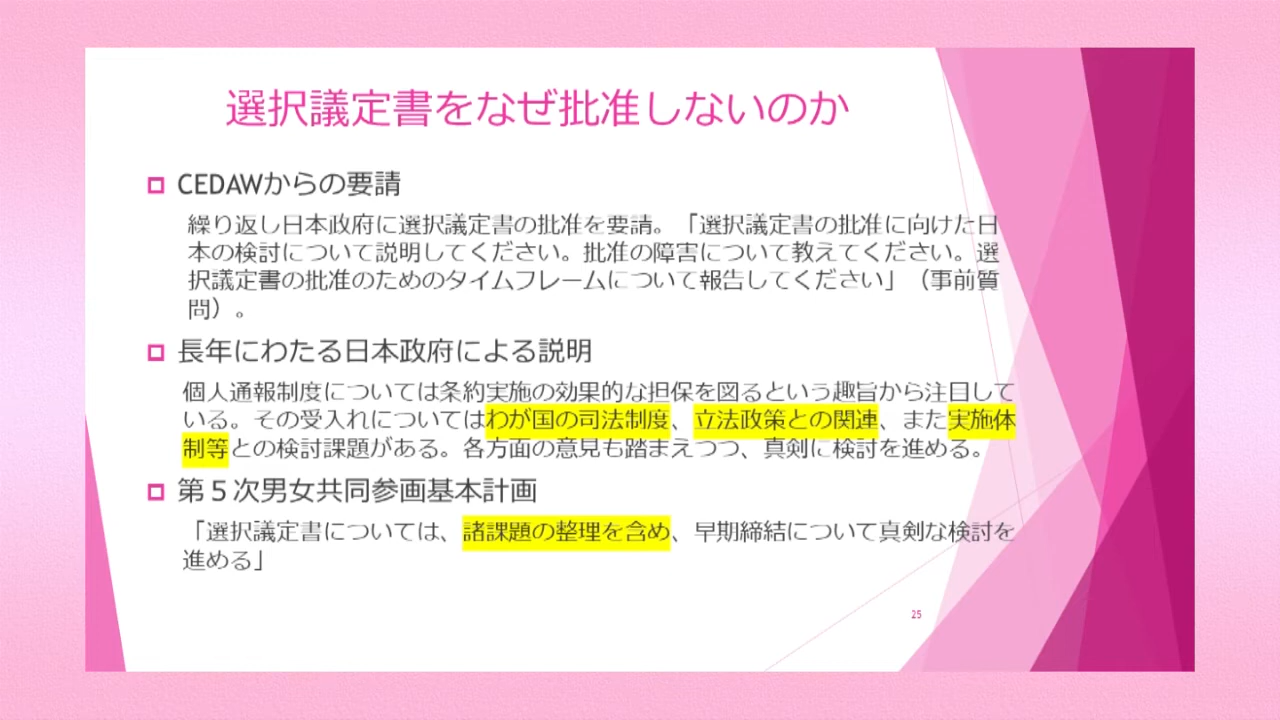 選択議定書をなぜ批准しないのか
CEDAWからの要請
繰り返し日本政府に選択議定書の批准を要請。「選択議定書の批准に向けた日
本の検討について説明してください。批准の障害について教えてください。選
択議定書の批准のためのタイムフレームについて報告してください」（事前質
問）。
長年にわたる日本政府による説明
個人通報制度については条約実施の効果的な担保を図るという趣旨から注目して
いる。その受入れについてはわが国の司法制度、立法政策との関連、また実施体
制等との検討課題がある。各方面の意見も踏まえつつ、真剣に検討を進める。
第５次男女共同参画基本計画
「選択議定書については、諸課題の整理を含め、早期締結について真剣な検討を
進める」
25